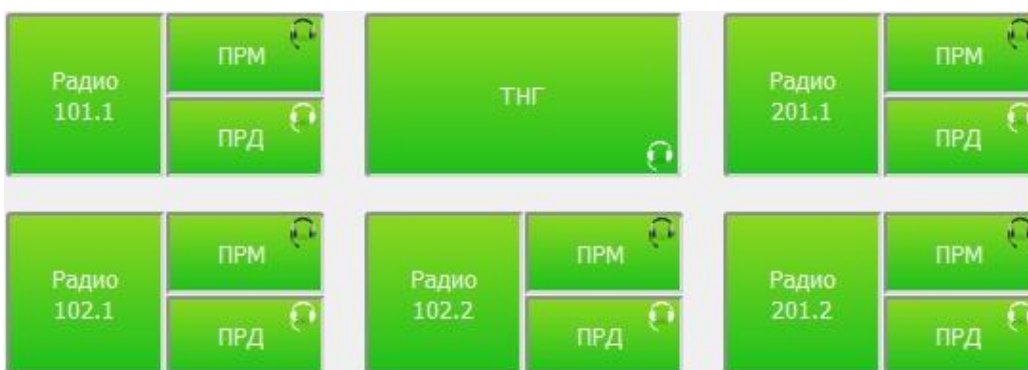 Радио
101.1
ПРМ
ПРД
ТНГ
Радио
201.1
ПРМ
ПРД
Радио
102.1
ПРМ
ПРД
Радио
102.2
ПРМ
ПРД
Радио
201.2
ПРМ
ПРД